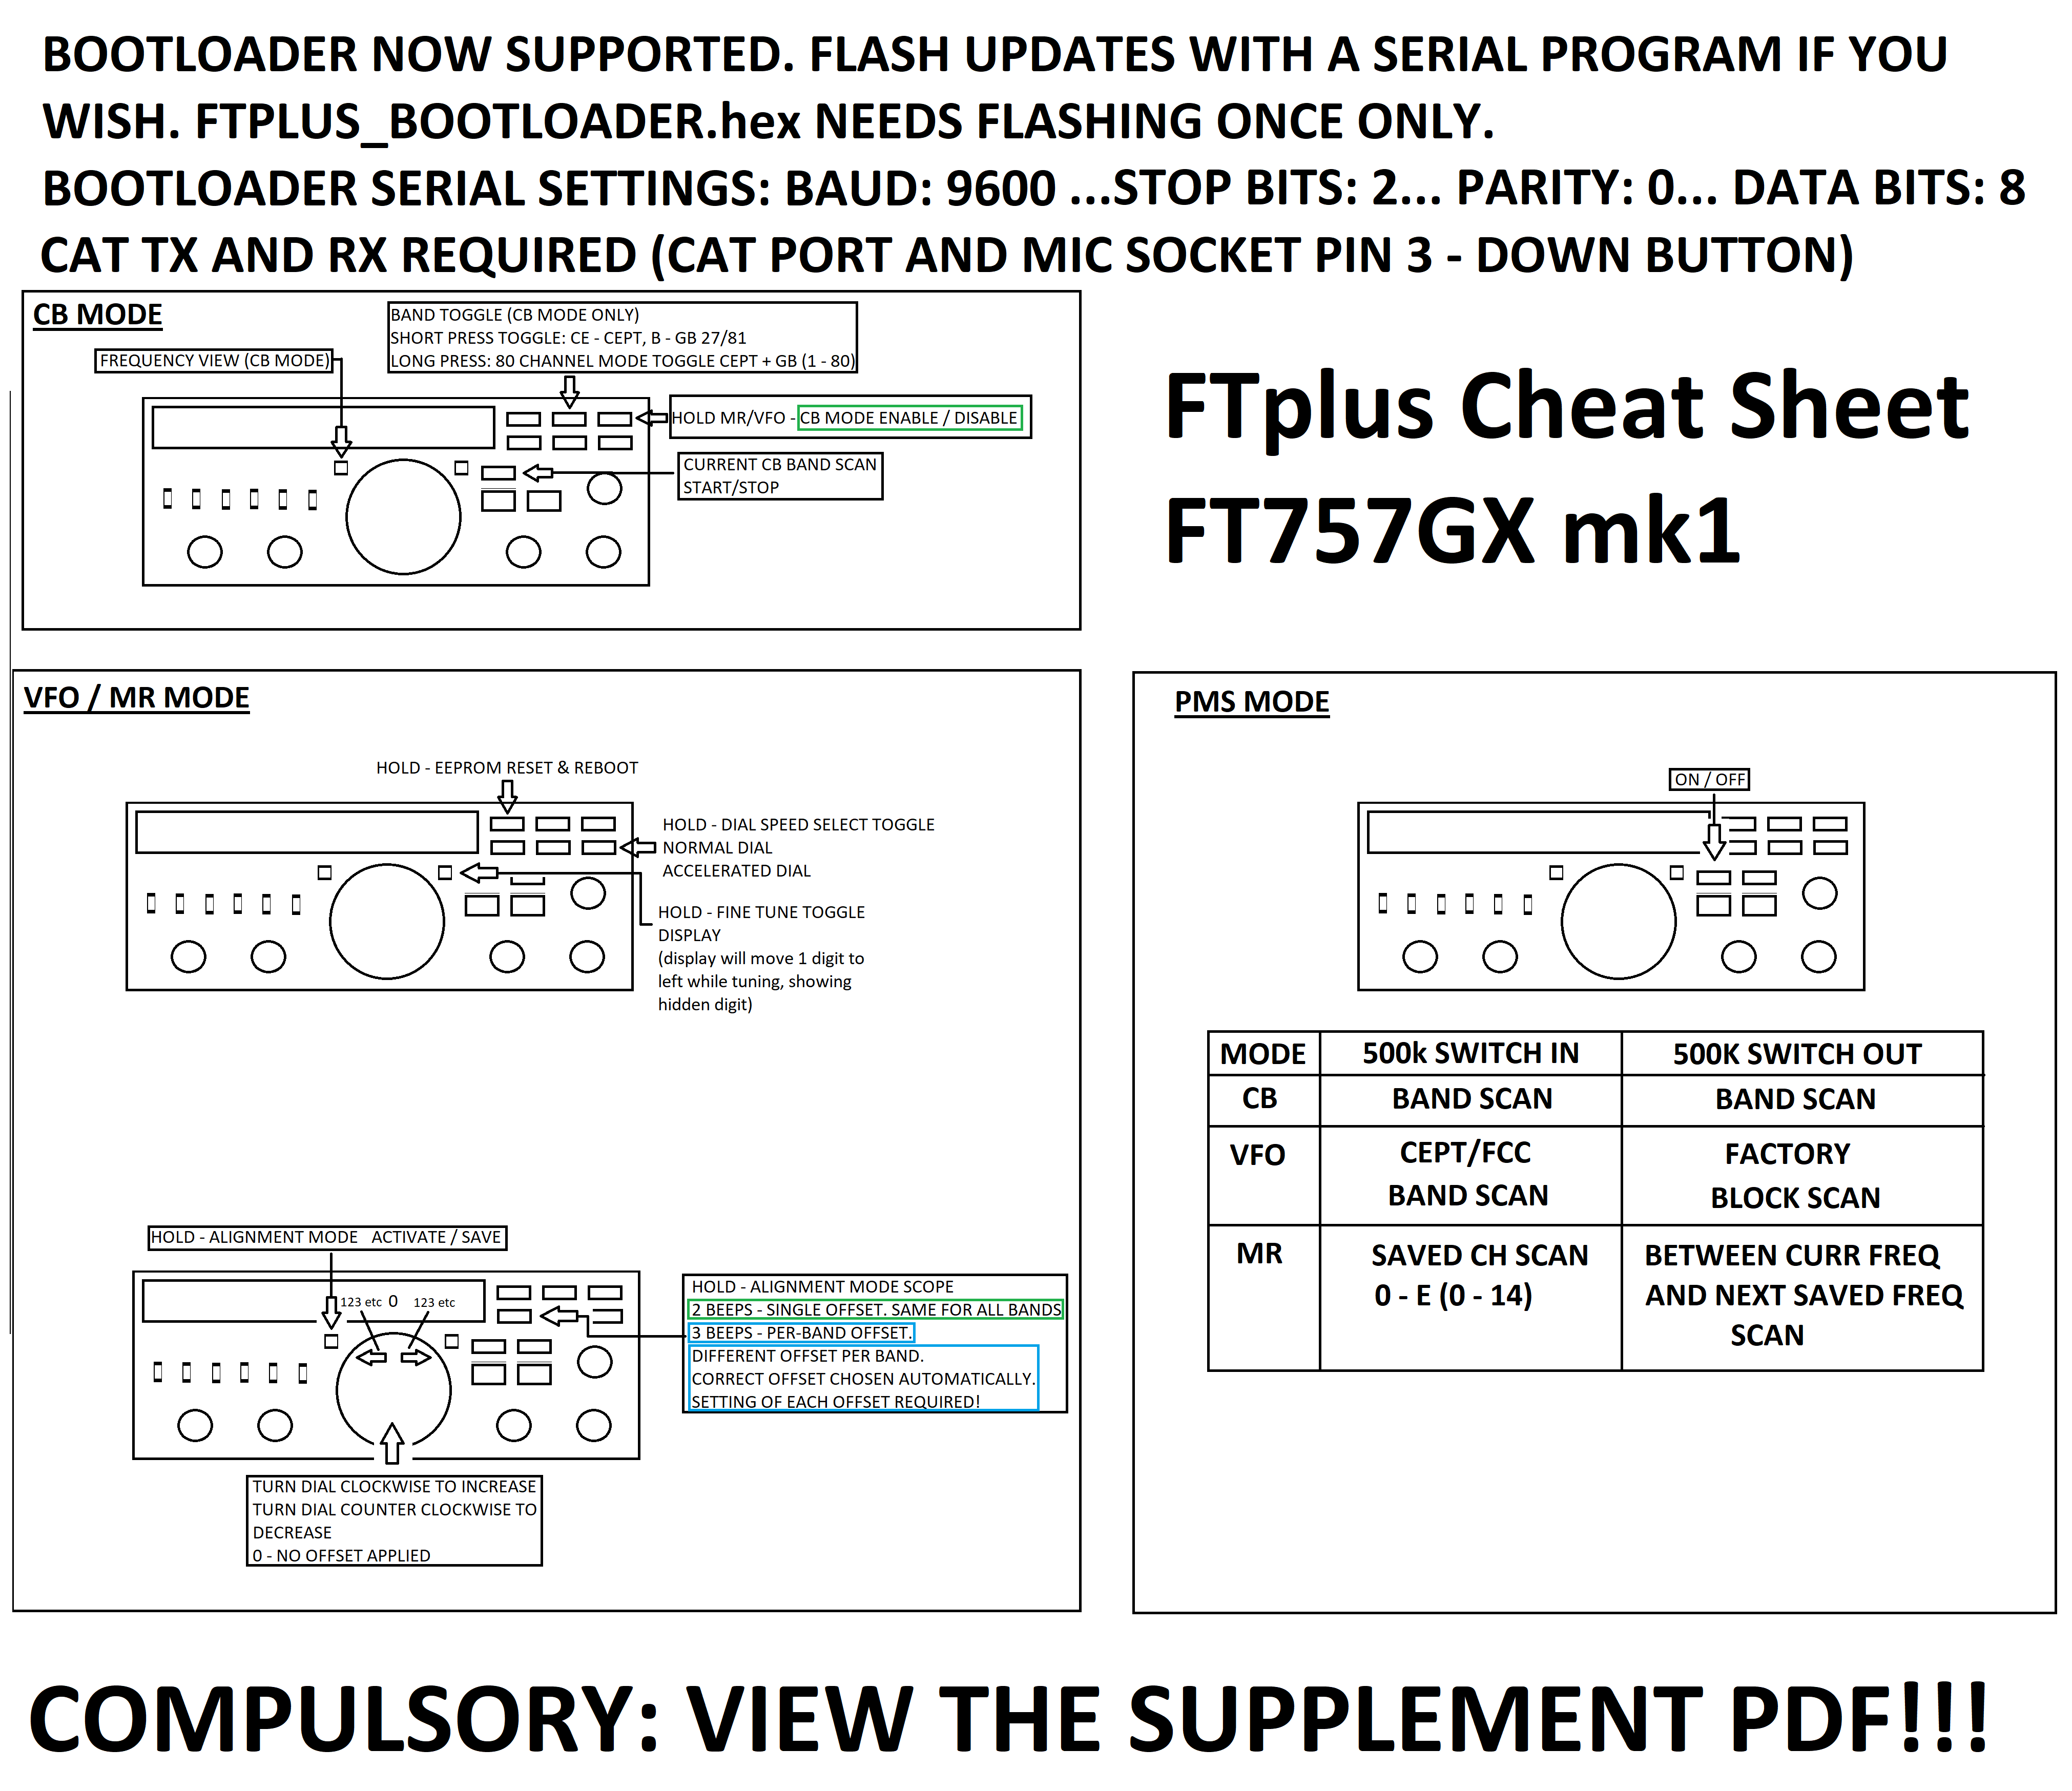 BOOTLOADER NOW SUPPORTED. FLASH UPDATES WITH A SERIAL PROGRAM IF YOU
WISH. FTPLUS_BOOTLOADER.hex NEEDS FLASHING ONCE ONLY.
BOOTLOADER SERIAL SETTINGS: BAUD: 9600 ...STOP BITS: 2... PARITY: 0... DATA BITS: 8
CAT TX AND RX REQUIRED (CAT PORT AND MIC SOCKET PIN 3 - DOWN BUTTON)
CB MODE
BAND TOGGLE (CB MODE ONLY)
SHORT PRESS TOGGLE: CE - CEPT, B - GB 27/81
LONG PRESS: 80 CHANNEL MODE TOGGLE CEPT + GB (1 - 80)
FREQUENCY VIEW (CB MODE)
HOLD MR/VFO - CB MODE ENABLE / DISABLE
CURRENT CB BAND SCAN
START/STOP
FTplus Cheat Sheet
FT757GX mk1
VFO / MR MODE
HOLD - EEPROM RESET & REBOOT
HOLD - DIAL SPEED SELECT TOGGLE
NORMAL DIAL
ACCELERATED DIAL
HOLD - FINE TUNE TOGGLE
DISPLAY
(display will move 1 digit to
left while tuning, showing
hidden digit)
HOLD - ALIGNMENT MODE ACTIVATE / SAVE
123 etc 0 123 etc
HOLD - ALIGNMENT MODE SCOPE
2 BEEPS - SINGLE OFFSET. SAME FOR ALL BANDS
3 BEEPS - PER-BAND OFFSET.
DIFFERENT OFFSET PER BAND.
CORRECT OFFSET CHOSEN AUTOMATICALLY.
SETTING OF EACH OFFSET REQUIRED!
TURN DIAL CLOCKWISE TO INCREASE
TURN DIAL COUNTER CLOCKWISE TO
DECREASE
0 - NO OFFSET APPLIED
PMS MODE
ON / OFF
MODE 500k SWITCH IN 500K SWITCH OUT
CB BAND SCAN BAND SCAN
VFO CEPT/FCC FACTORY
BAND SCAN BLOCK SCAN
MR SAVED CH SCAN BETWEEN CURR FREQ
0 - E (0 - 14) AND NEXT SAVED FREQ
SCAN
COMPULSORY: VIEW THE SUPPLEMENT PDF!!!